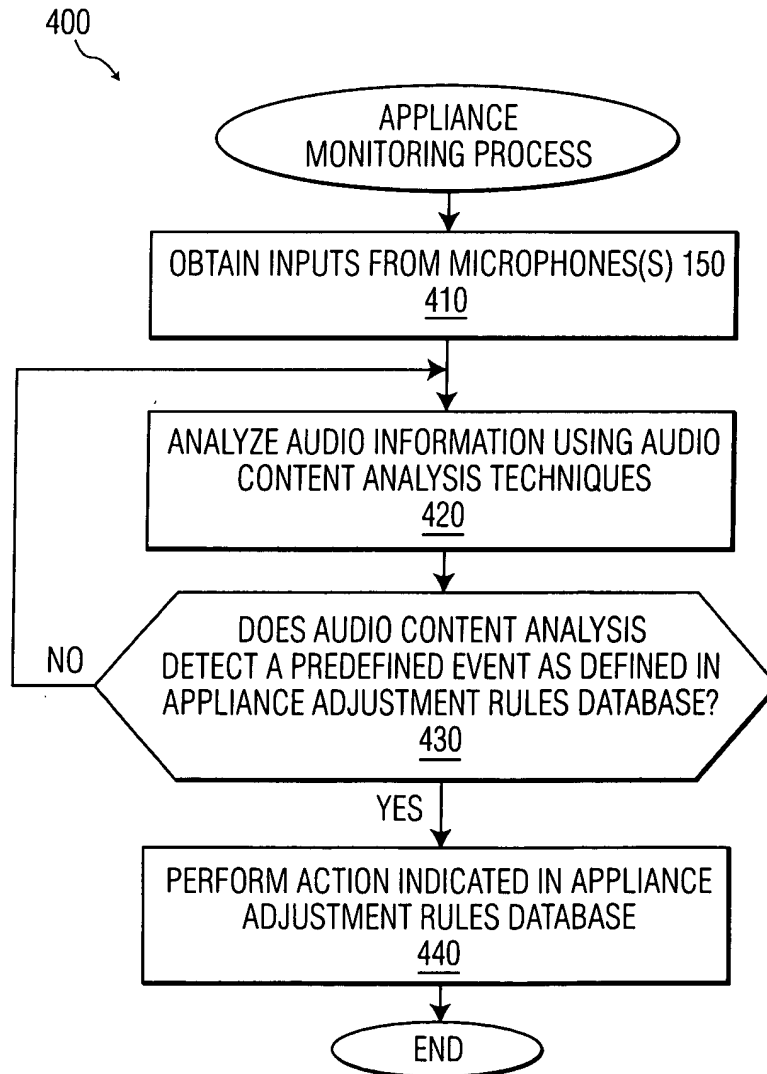 400
APPLIANCE
MONITORING PROCESS
OBTAIN INPUTS FROM MICROPHONES(S) 150
410
ANALYZE AUDIO INFORMATION USING AUDIO
CONTENT ANALYSIS TECHNIQUES
420
DOES AUDIO CONTENT ANALYSIS
DETECT A PREDEFINED EVENT AS DEFINED IN
APPLIANCE ADJUSTMENT RULES DATABASE?
430
NO
YES
PERFORM ACTION INDICATED IN APPLIANCE
ADJUSTMENT RULES DATABASE
440
END